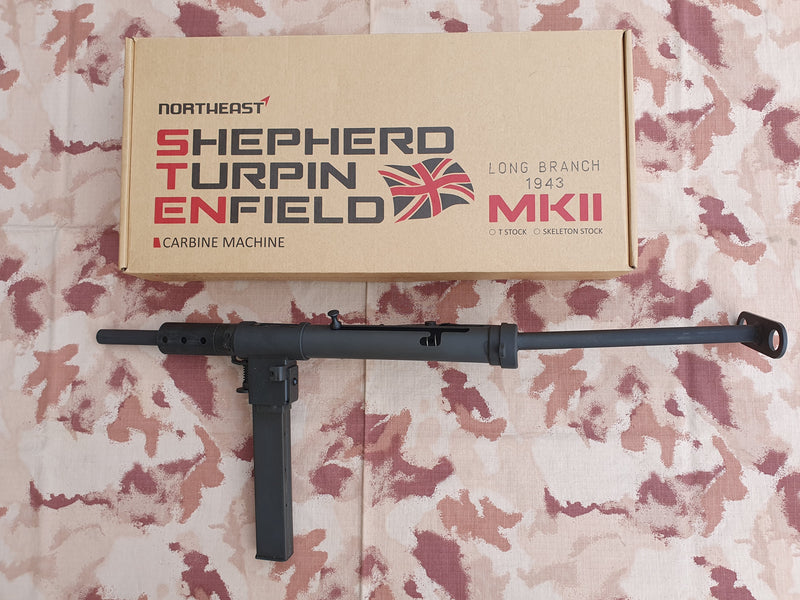 NORTHEAST
SHEPHERD
TURPIN
ENFIELD
CARBINE MACHINE
LONG BRANCH
1943
MKII
T STOCK SKELETON STOCK